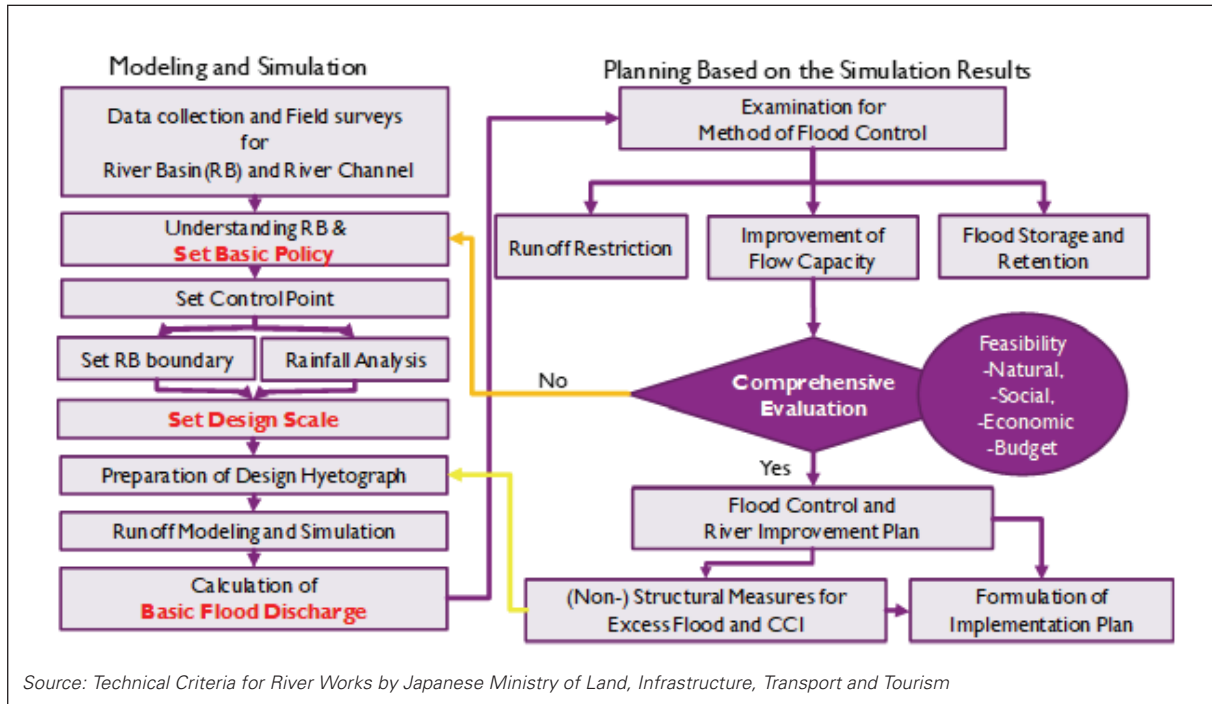 Modeling and Simulation
Data collection and Field surveys
for
River Basin (RB) and River Channel
Understanding RB &
Set Basic Policy
Set Control Point
Set RB boundary
Rainfall Analysis
Set Design Scale
Preparation of Design Hyetograph
Runoff Modeling and Simulation
Calculation of
Basic Flood Discharge
Planning Based on the Simulation Results
Examination for
Method of Flood Control
Runoff Restriction
Improvement of
Flow Capacity
Flood Storage and
Retention
No
Comprehensive
Evaluation
Feasibility
-Natural,
-Social,
-Economic
-Budget
Yes
Flood Control and
River Improvement Plan
(Non-) Structural Measures for
Excess Flood and CCI
Formulation of
Implementation Plan
Source: Technical Criteria for River Works by Japanese Ministry of Land, Infrastructure, Transport and Tourism